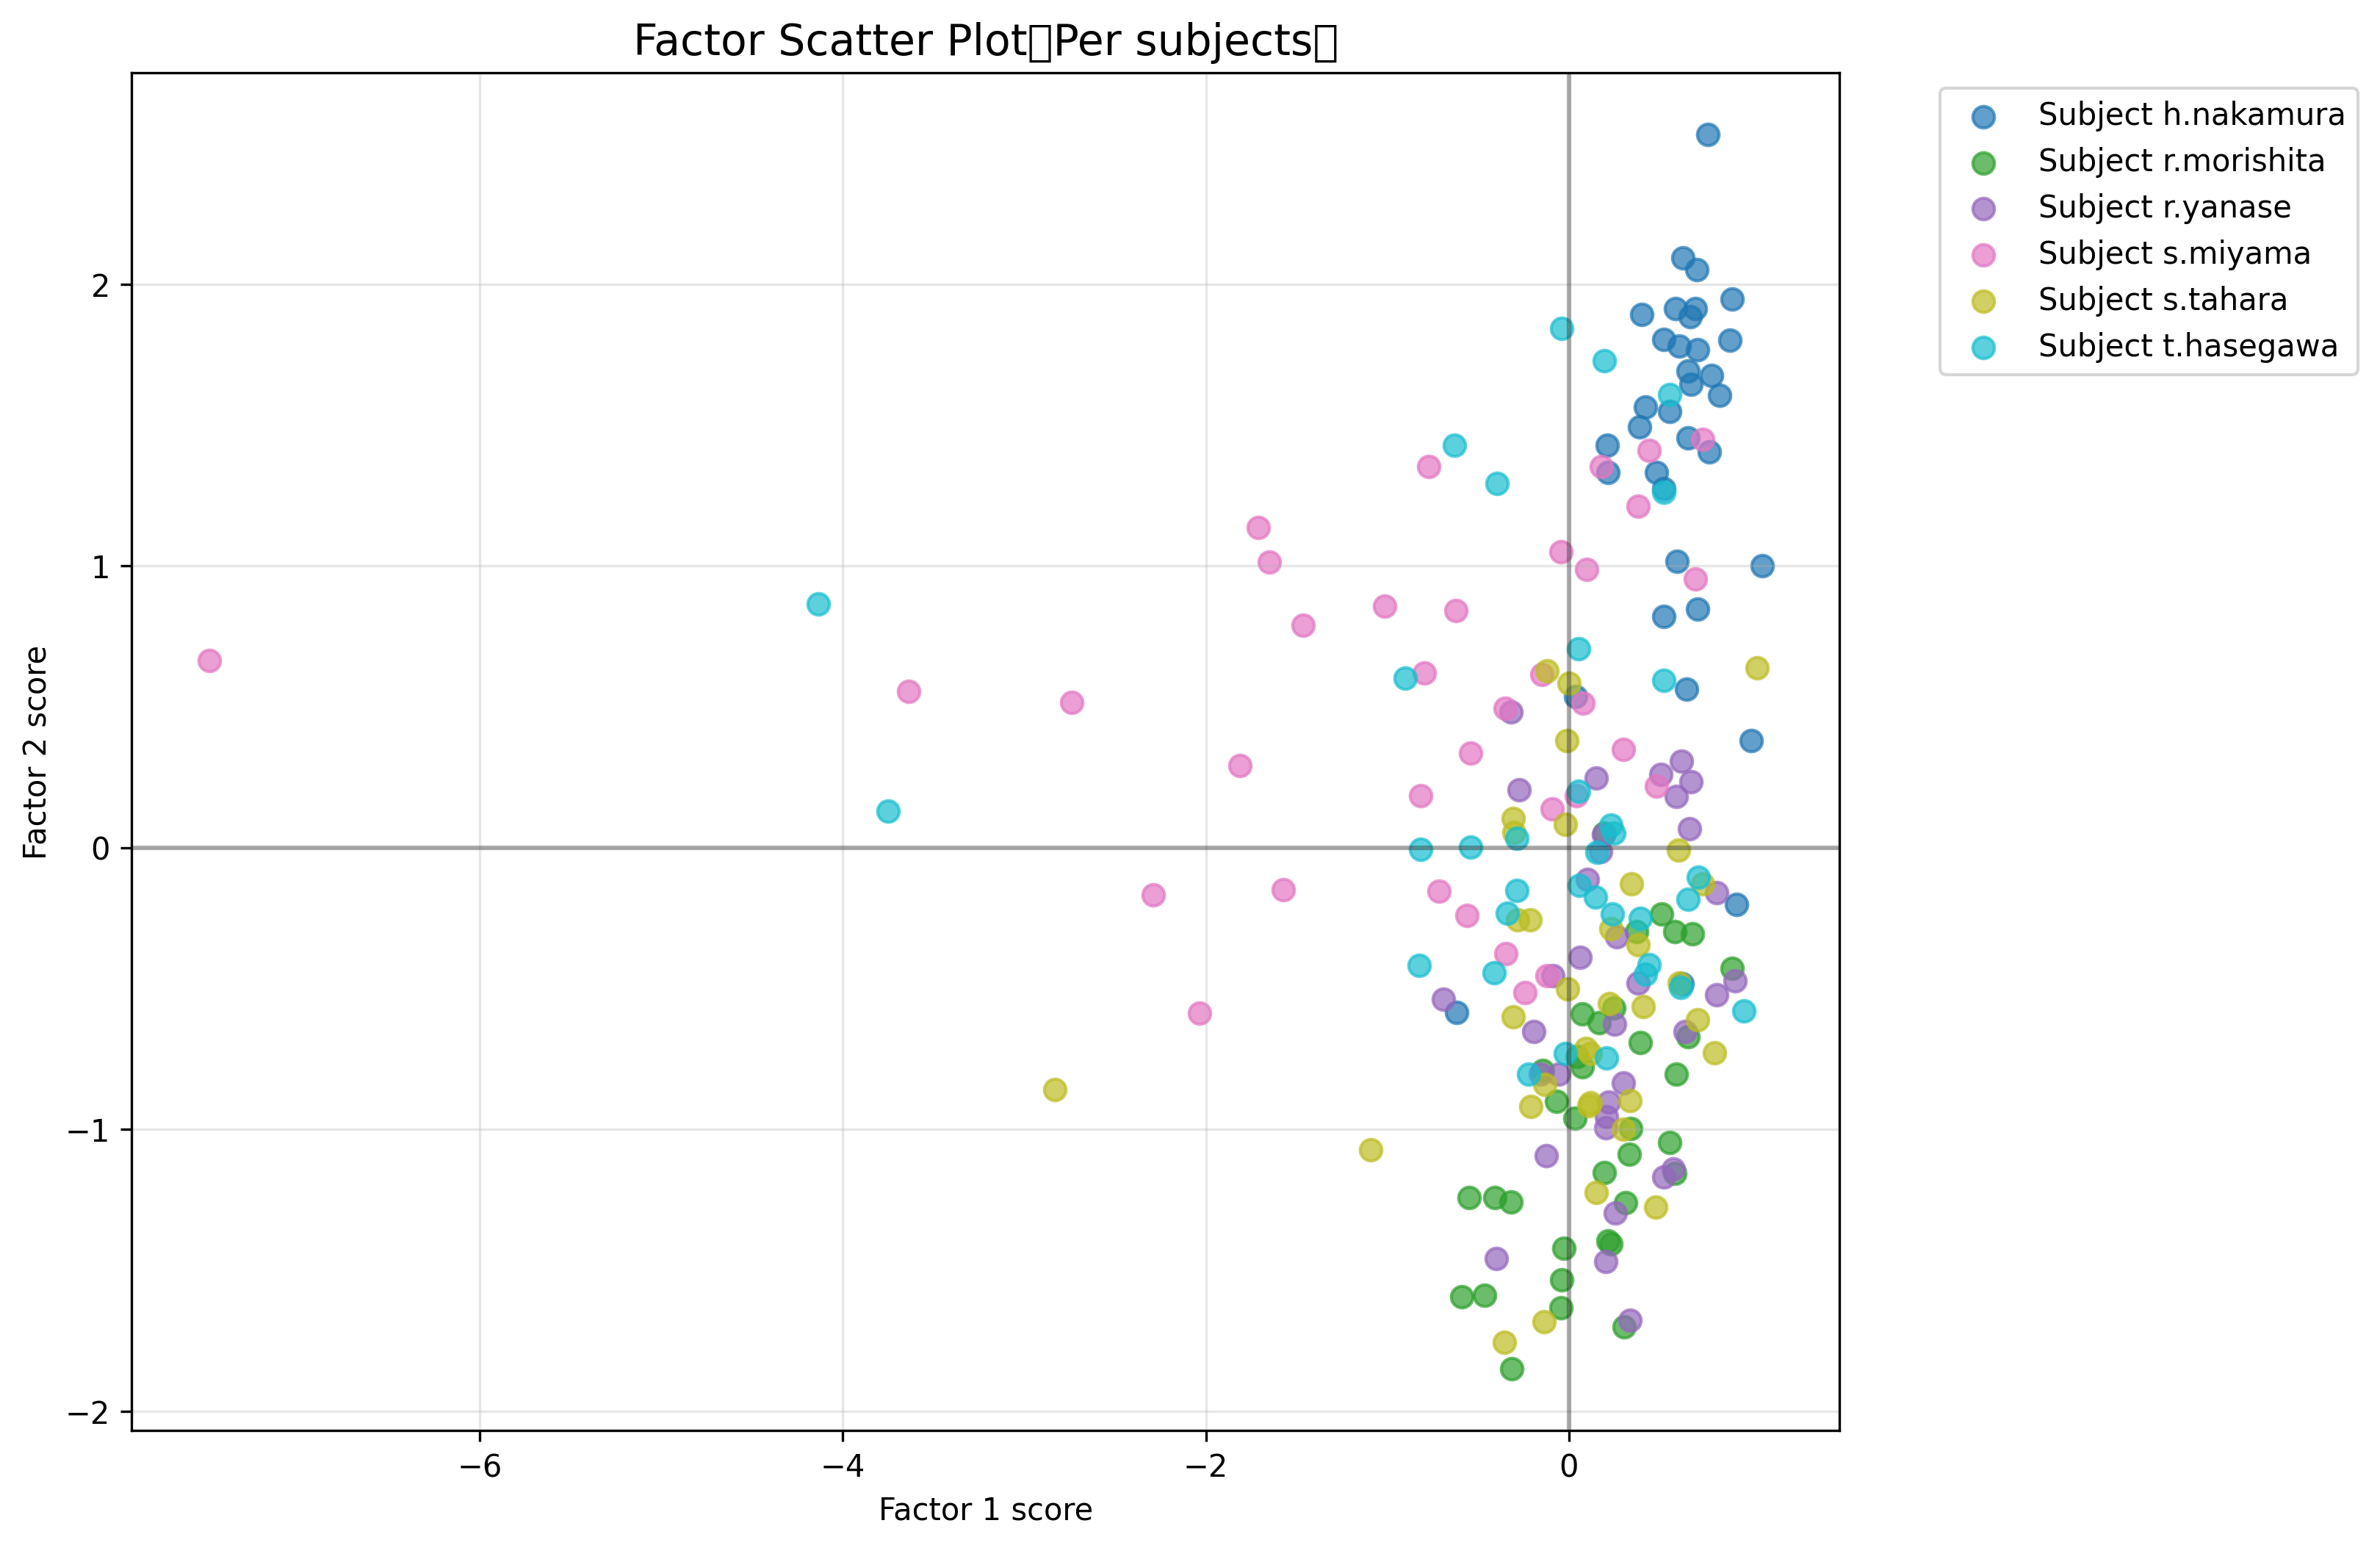 Factor Scatter Plot▯Per subjects▯
Subject h.nakamura
Subject r.morishita
Subject r.yanase
Subject s.miyama
Subject s.tahara
Subject t.hasegawa
Factor 2 score
2
1
0
−1
−2
−6 −4 −2 0
Factor 1 score